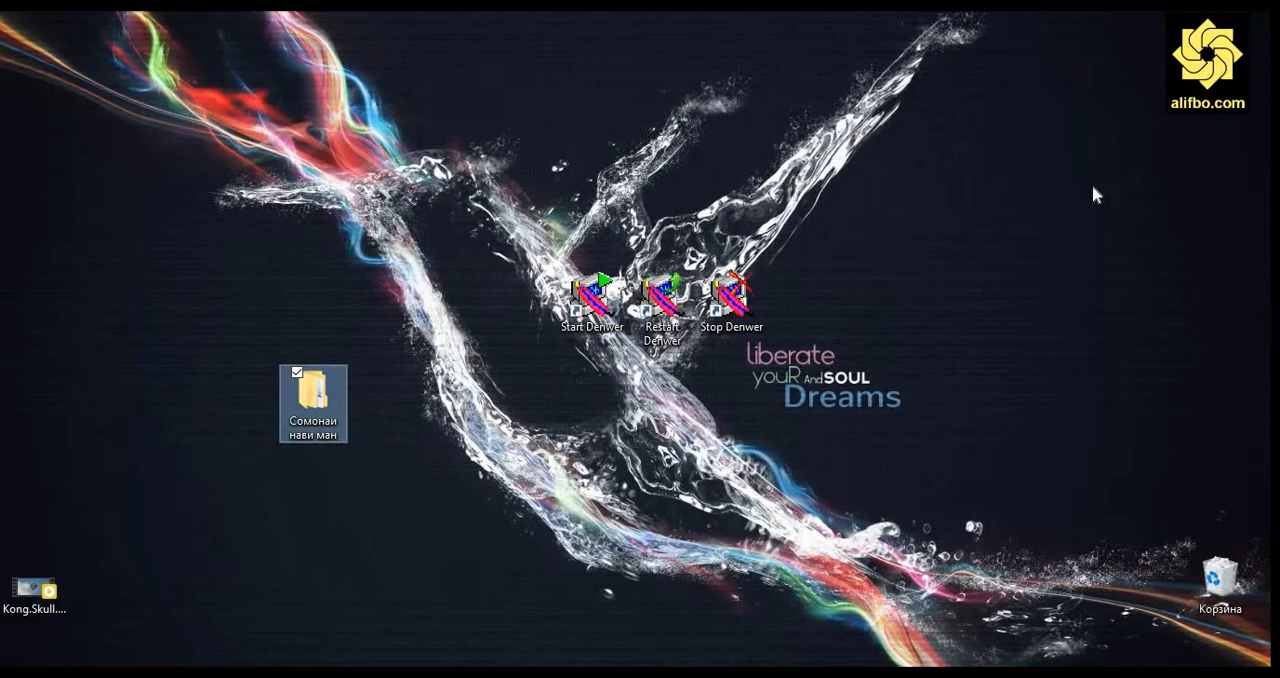 alifbo.com
Start Denwer
Restart
Denwer
Stop Denwer
liberate
youR And SOUL
Dreams
Сомонаи
нави ман
Kong.Skull....
Корзина